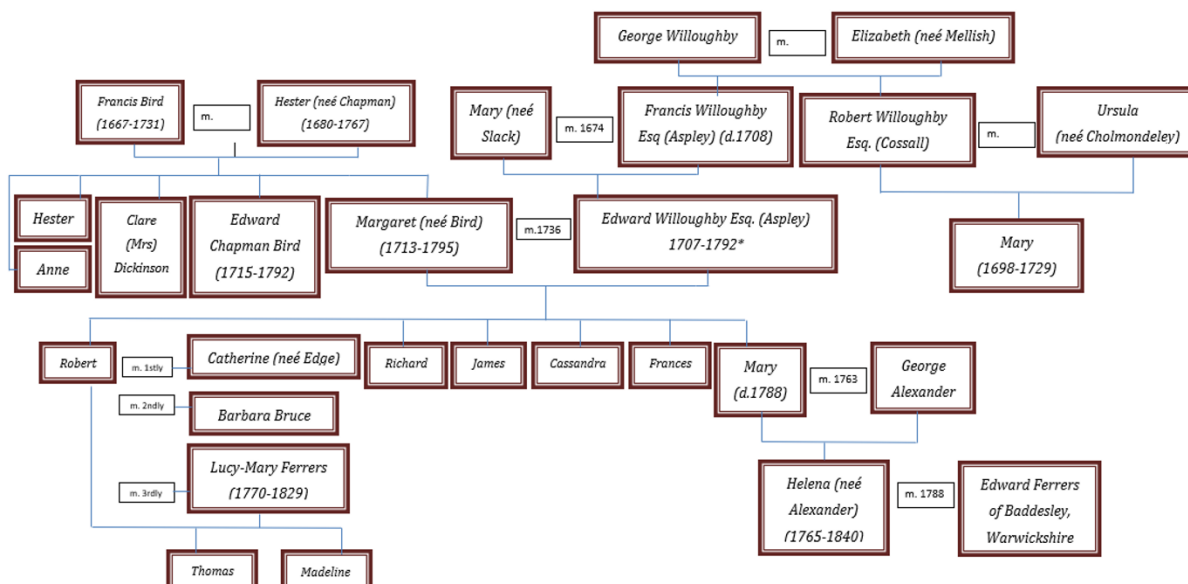 George Willoughby
m.
Elizabeth (neé Mellish)
Francis Bird
(1667-1731)
m.
Hester (neé Chapman)
(1680-1767)
Mary (neé
Slack)
m. 1674
Francis Willoughby
Esq (Aspley) (d.1708)
Robert Willoughby
Esq. (Cossall)
m.
Ursula
(neé Cholmondeley)
Hester
Anne
Clare
(Mrs)
Dickinson
Edward
Chapman Bird
(1715-1792)
Margaret (neé Bird)
(1713-1795)
m.1736
Edward Willoughby Esq. (Aspley)
1707-1792*
Mary
(1698-1729)
Robert
m. 1stly
Catherine (neé Edge)
m. 2ndly
Barbara Bruce
m. 3rdly
Lucy-Mary Ferrers
(1770-1829)
Richard
James
Cassandra
Frances
Mary
(d.1788)
m. 1763
George
Alexander
Helena (neé
Alexander)
(1765-1840)
m. 1788
Edward Ferrers
of Baddesley,
Warwickshire
Thomas
Madeline